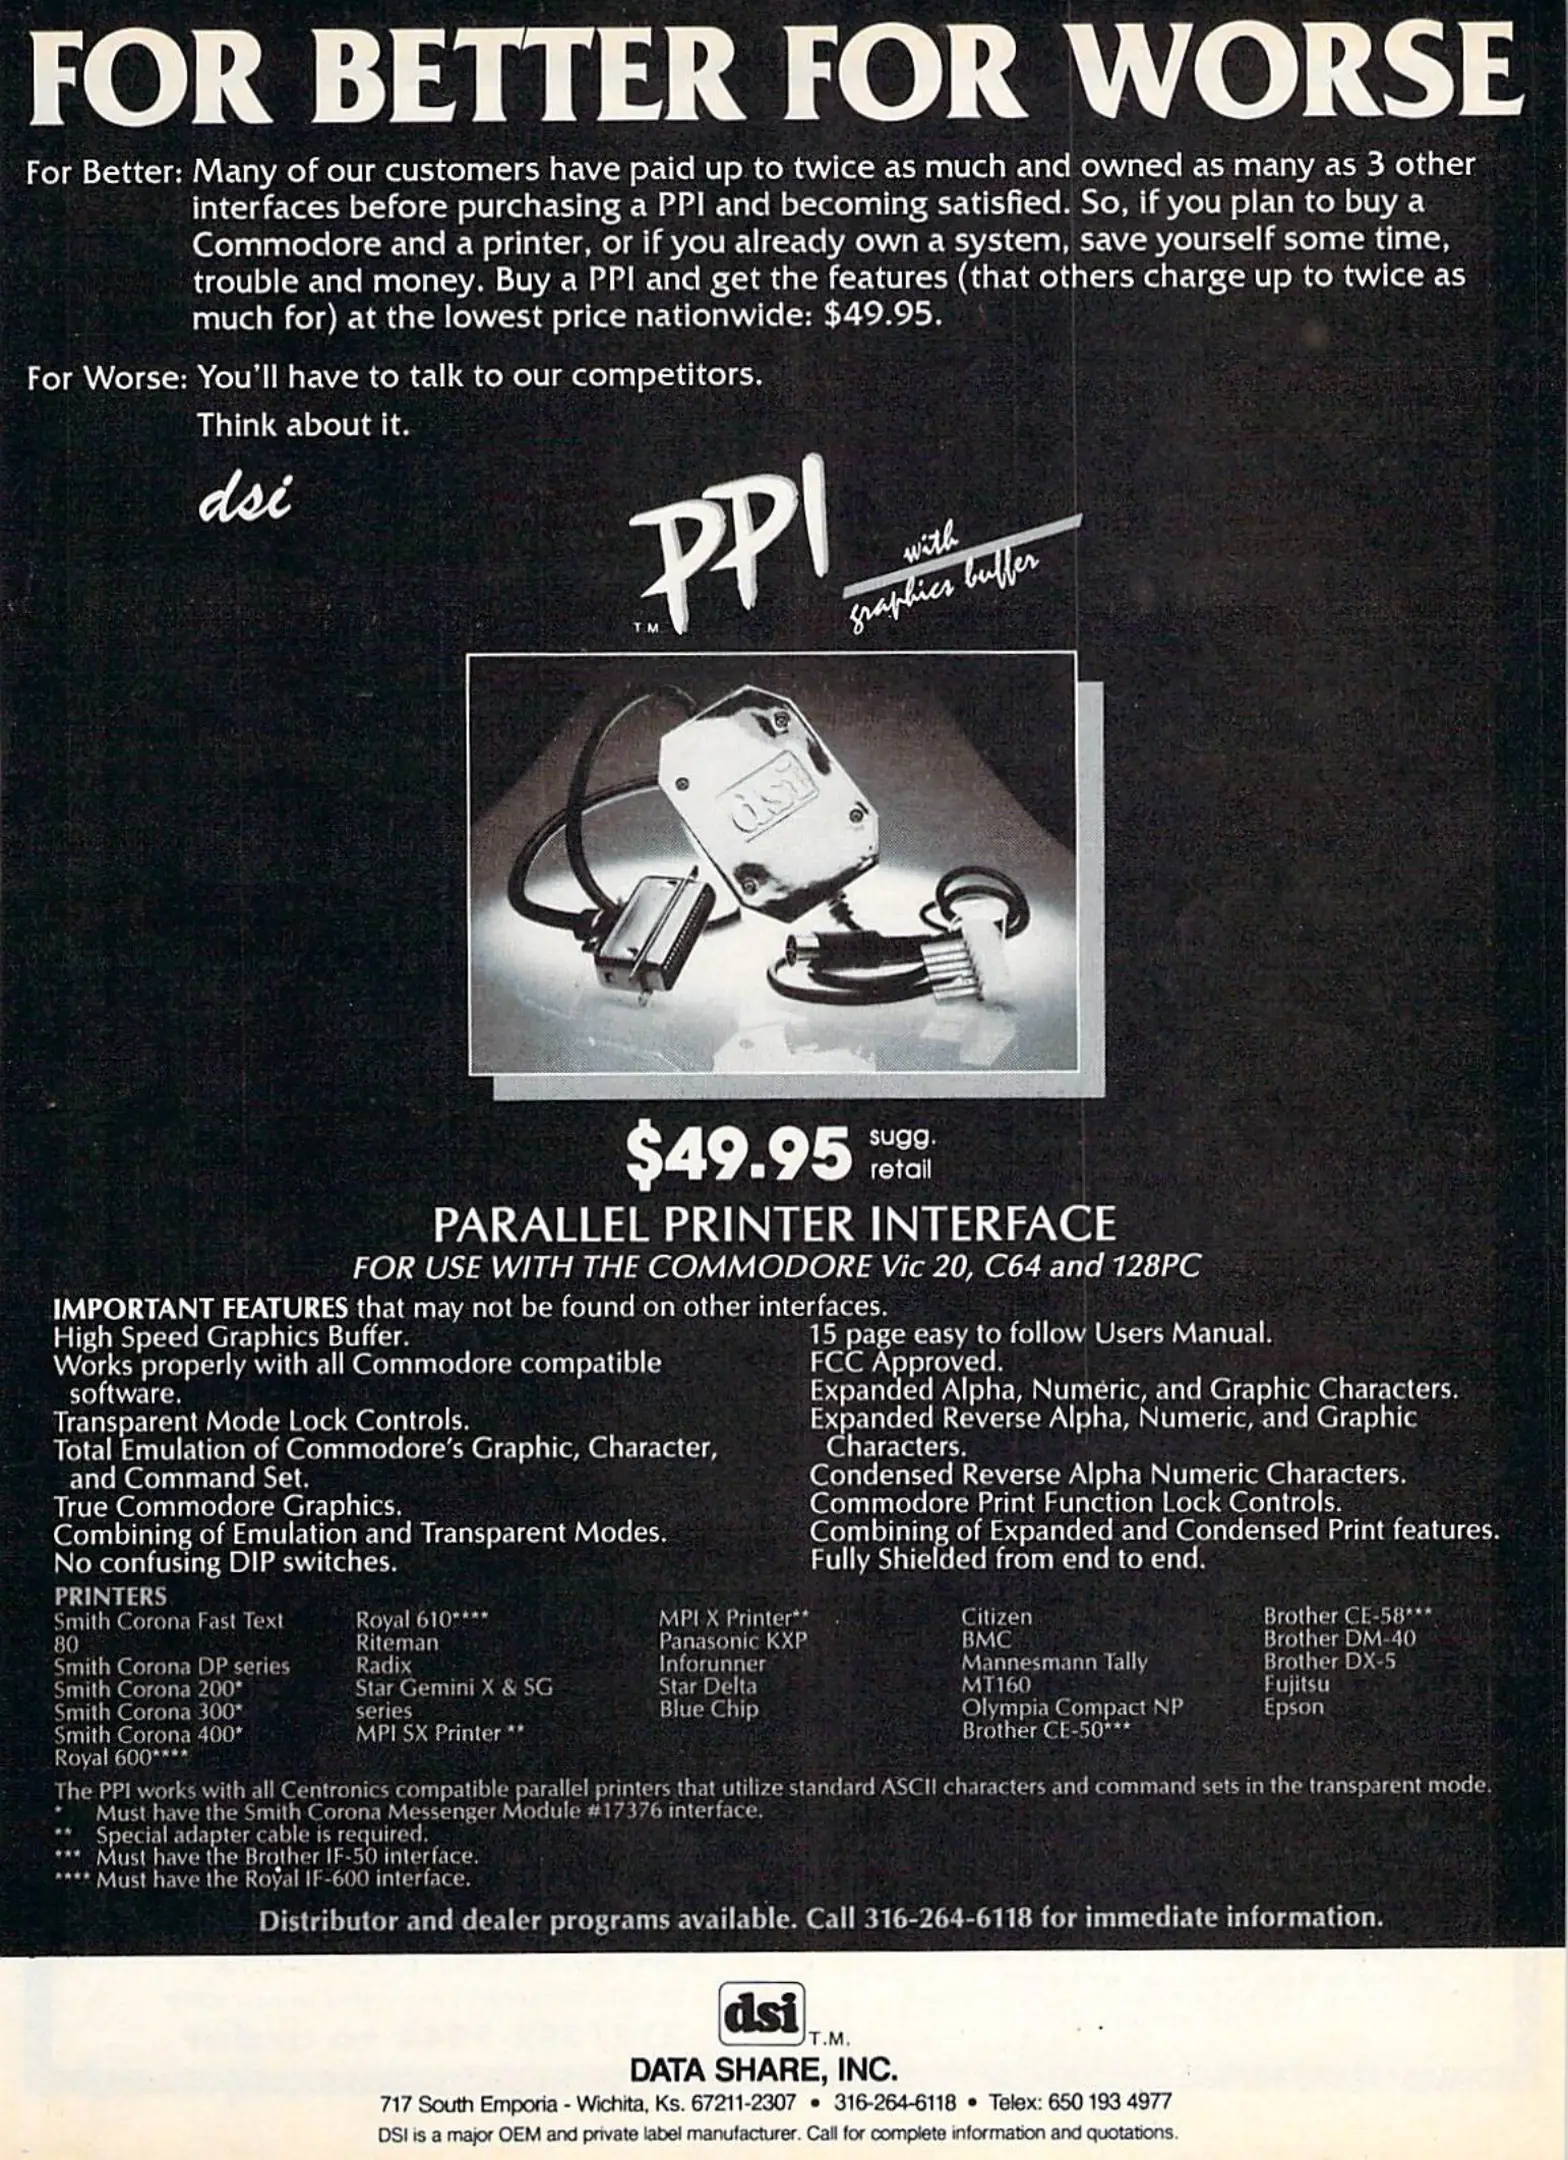 FOR BETTER FOR WORSE
For Better: Many of our customers have paid up to twice as much and owned as many as 3 other
interfaces before purchasing a PPI and becoming satisfied. So, if you plan to buy a
Commodore and a printer, or if you already own a system, save yourself some time,
trouble and money. Buy a PPI and get the features (that others charge up to twice as
much for) at the lowest price nationwide: $49.95.
For Worse: You'll have to talk to our competitors.
Think about it.
dsi
PPI
T.M.
with
graphics buffer
dsi
$49.95 sugg.
retail
PARALLEL PRINTER INTERFACE
FOR USE WITH THE COMMODORE Vic 20, C64 and 128PC
IMPORTANT FEATURES that may not be found on other interfaces.
High Speed Graphics Buffer.
Works properly with all Commodore compatible
software.
Transparent Mode Lock Controls.
Total Emulation of Commodore's Graphic, Character,
and Command Set.
True Commodore Graphics.
Combining of Emulation and Transparent Modes.
No confusing DIP switches.
15 page easy to follow Users Manual.
FCC Approved.
Expanded Alpha, Numeric, and Graphic Characters.
Expanded Reverse Alpha, Numeric, and Graphic
Characters.
Condensed Reverse Alpha Numeric Characters.
Commodore Print Function Lock Controls.
Combining of Expanded and Condensed Print features.
Fully Shielded from end to end.
PRINTERS
Smith Corona Fast Text
80
Smith Corona DP series
Smith Corona 200*
Smith Corona 300*
Smith Corona 400*
Royal 600****
Royal 610****
Riteman
Radix
Star Gemini X & SG
series
MPI SX Printer **
MPI X Printer**
Panasonic KXP
Inforunner
Star Delta
Blue Chip
Citizen
BMC
Mannesmann Tally
MT160
Olympia Compact NP
Brother CE-50***
Brother CE-58***
Brother DM-40
Brother DX-5
Fujitsu
Epson
The PPI works with all Centronics compatible parallel printers that utilize standard ASCII characters and command sets in the transparent mode.
* Must have the Smith Corona Messenger Module #17376 interface.
** Special adapter cable is required.
*** Must have the Brother IF-50 interface.
**** Must have the Royal IF-600 interface.
Distributor and dealer programs available. Call 316-264-6118 for immediate information.
dsi T.M.
DATA SHARE, INC.
717 South Emporia - Wichita, Ks. 67211-2307 • 316-264-6118 • Telex: 650 193 4977
DSI is a major OEM and private label manufacturer. Call for complete information and quotations.